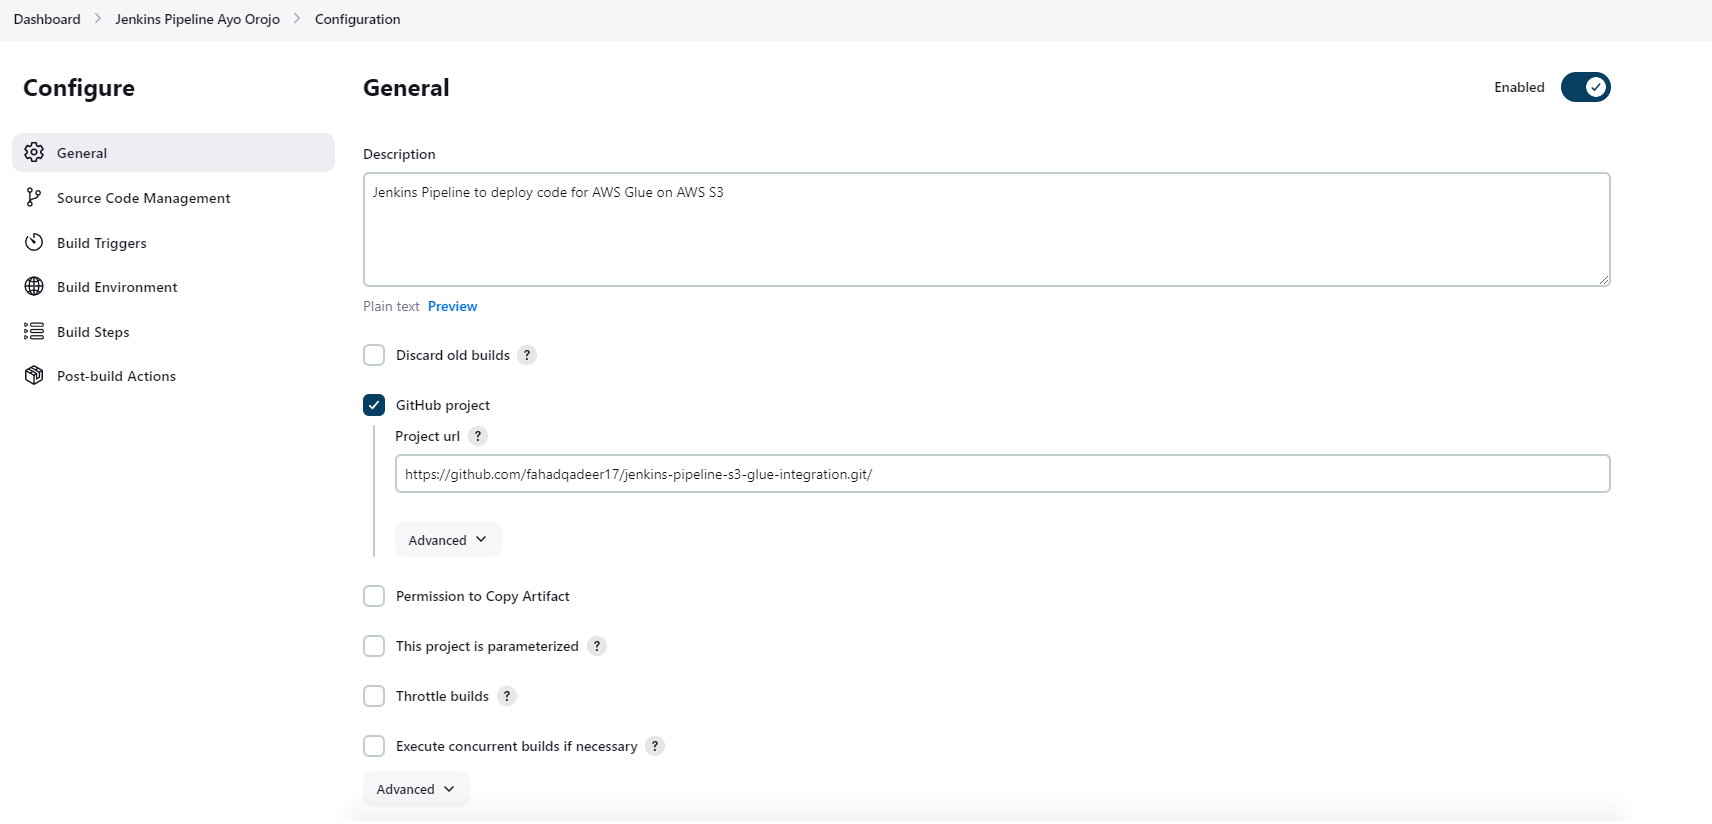 Dashboard > Jenkins Pipeline Ayo Orojo > Configuration
Configure
General
Source Code Management
Build Triggers
Build Environment
Build Steps
Post-build Actions
General
Enabled
Description
Jenkins Pipeline to deploy code for AWS Glue on AWS S3
Plain text Preview
Discard old builds ?
GitHub project
Project url ?
https://github.com/fahadqadeer17/jenkins-pipeline-s3-glue-integration.git/
Advanced
Permission to Copy Artifact
This project is parameterized ?
Throttle builds ?
Execute concurrent builds if necessary ?
Advanced